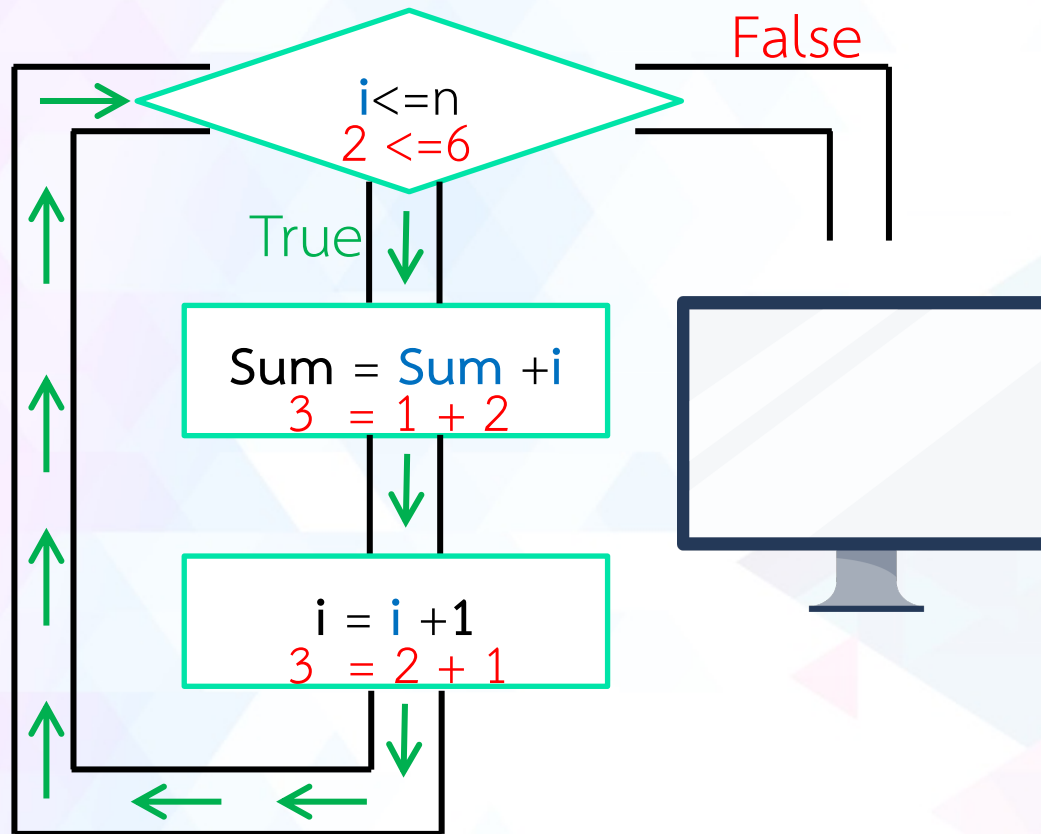 False
i<=n
2 <=6
True
Sum = Sum +i
3 = 1 + 2
i = i +1
3 = 2 + 1